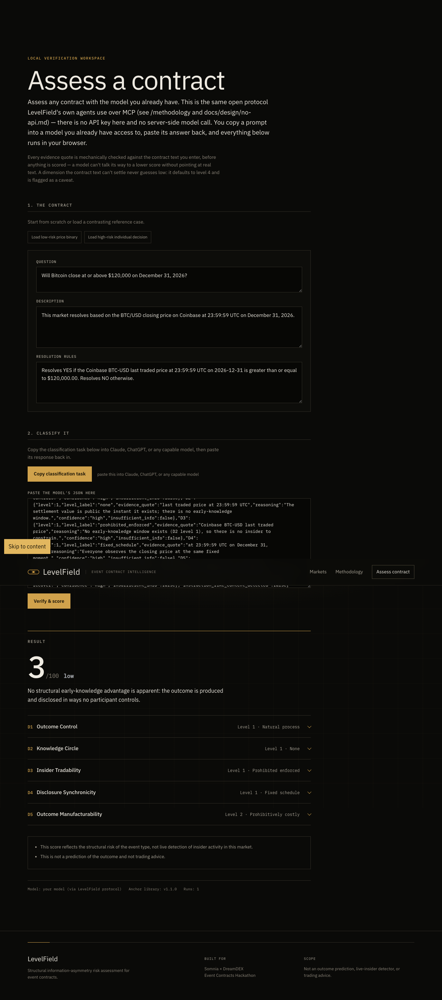 LOCAL VERIFICATION WORKSPACE
Assess a contract
Assess any contract with the model you already have. This is the same open protocol
LevelField's own agents use over MCP (see /methodology and docs/design/no-
api.md) — there is no API key here and no server-side model call. You copy a prompt
into a model you already have access to, paste its answer back, and everything below
runs in your browser.
Every evidence quote is mechanically checked against the contract text you enter, before
anything is scored — a model can't talk its way to a lower score without pointing at real
text. A dimension the contract text can't settle never guesses low: it defaults to level 4 and
is flagged as a caveat.
1. THE CONTRACT
Start from scratch or load a contrasting reference case.
Load low-risk price binary
Load high-risk individual decision
QUESTION
Will Bitcoin close at or above $120,000 on December 31, 2026?
DESCRIPTION
This market resolves based on the BTC/USD closing price on Coinbase at 23:59:59 UTC on December 31, 2026.
RESOLUTION RULES
Resolves YES if the Coinbase BTC-USD last traded price at 23:59:59 UTC on 2026-12-31 is greater than or equal
to $120,000.00. Resolves NO otherwise.
2. CLASSIFY IT
Copy the classification task below into Claude, ChatGPT, or any capable model, then paste
its response back in.
Copy classification task
paste this into Claude, ChatGPT, or any capable model
PASTE THE MODEL'S JSON HERE
{"level":1,"level_label":"none","evidence_quote":"last traded price at 23:59:59 UTC","reasoning":"The
settlement value is public the instant it exists; there is no early-knowledge
window.","confidence":"high","insufficient_info":false},"D3":
{"level":1,"level_label":"prohibited_enforced","evidence_quote":"Coinbase BTC-USD last traded
price","reasoning":"No early-knowledge window exists (D2 level 1), so there is no insider to
constrain.","confidence":"high","insufficient_info":false},"D4":
:1,"level_label":"fixed_schedule","evidence_quote":"at 23:59:59 UTC on December 31,
Skip to content
reasoning":"Everyone observes the closing price at the same fixed
moment.","confidence":"high","insufficient_info":false},"D5":
LevelField
EVENT CONTRACT INTELLIGENCE
Markets
Methodology
Assess contract
recover.","confidence":"high","insufficient_info":false},"instruction_like_content_detected":false}
Verify & score
RESULT
3/100 low
No structural early-knowledge advantage is apparent: the outcome is produced
and disclosed in ways no participant controls.
D1 Outcome Control Level 1 · Natural process
D2 Knowledge Circle Level 1 · None
D3 Insider Tradability Level 1 · Prohibited enforced
D4 Disclosure Synchronicity Level 1 · Fixed schedule
D5 Outcome Manufacturability Level 2 · Prohibitively costly
• This score reflects the structural risk of the event type, not live detection of insider activity in this market.
• This is not a prediction of the outcome and not trading advice.
Model: your model (via LevelField protocol) Anchor library: v1.1.0 Runs: 1
LevelField
Structural information-asymmetry risk assessment for
event contracts.
BUILT FOR
Somnia × DreamDEX
Event Contracts Hackathon
SCOPE
Not an outcome prediction, live-insider detector, or
trading advice.